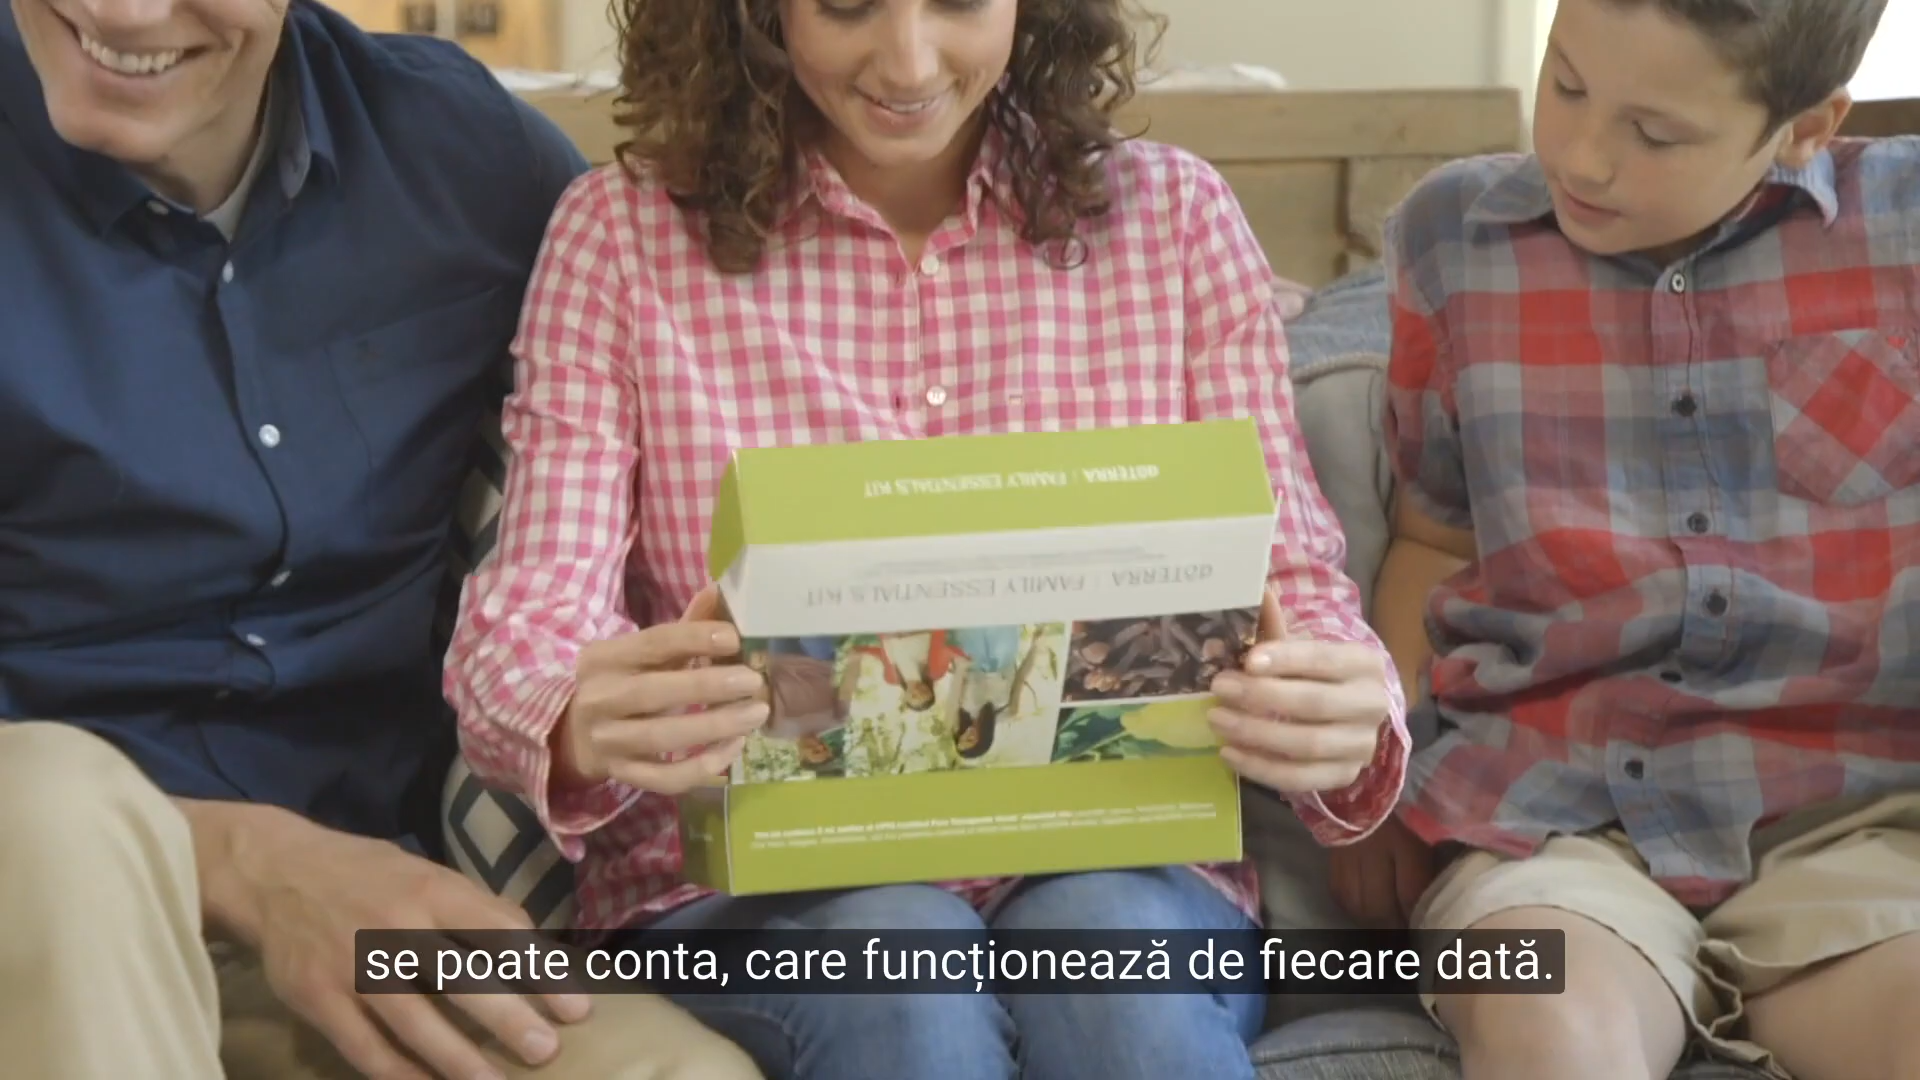 dōTERRA | FAMILY ESSENTIALS KIT
dōTERRA | FAMILY ESSENTIALS KIT
se poate conta, care funcționează de fiecare dată.